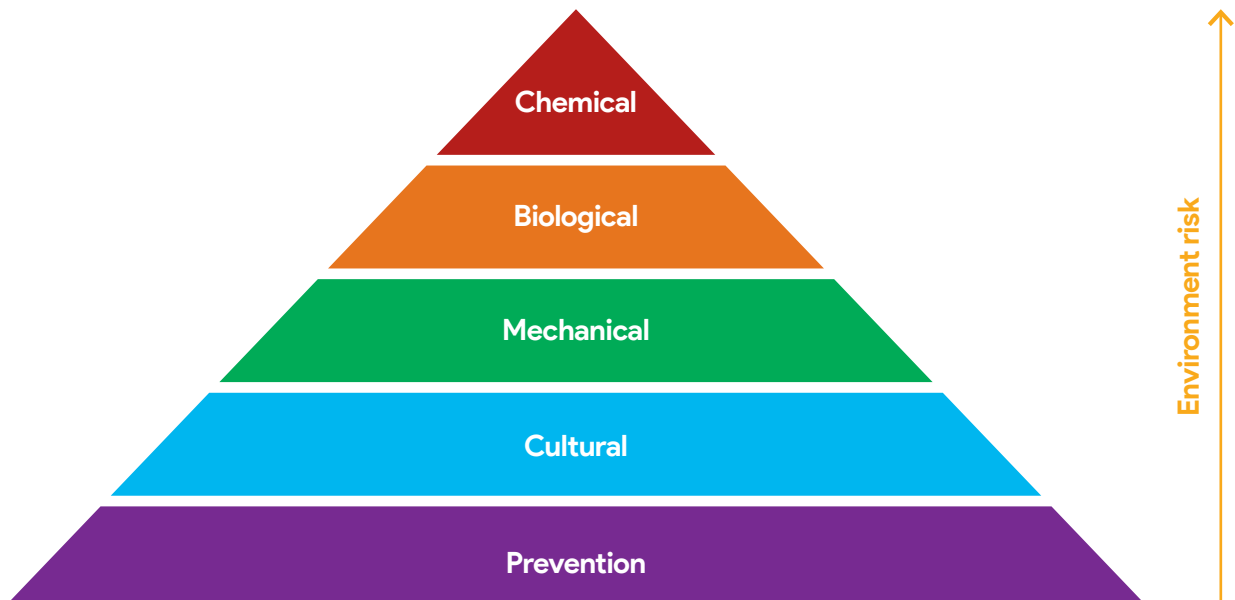 Chemical
Biological
Mechanical
Cultural
Prevention
Environment risk